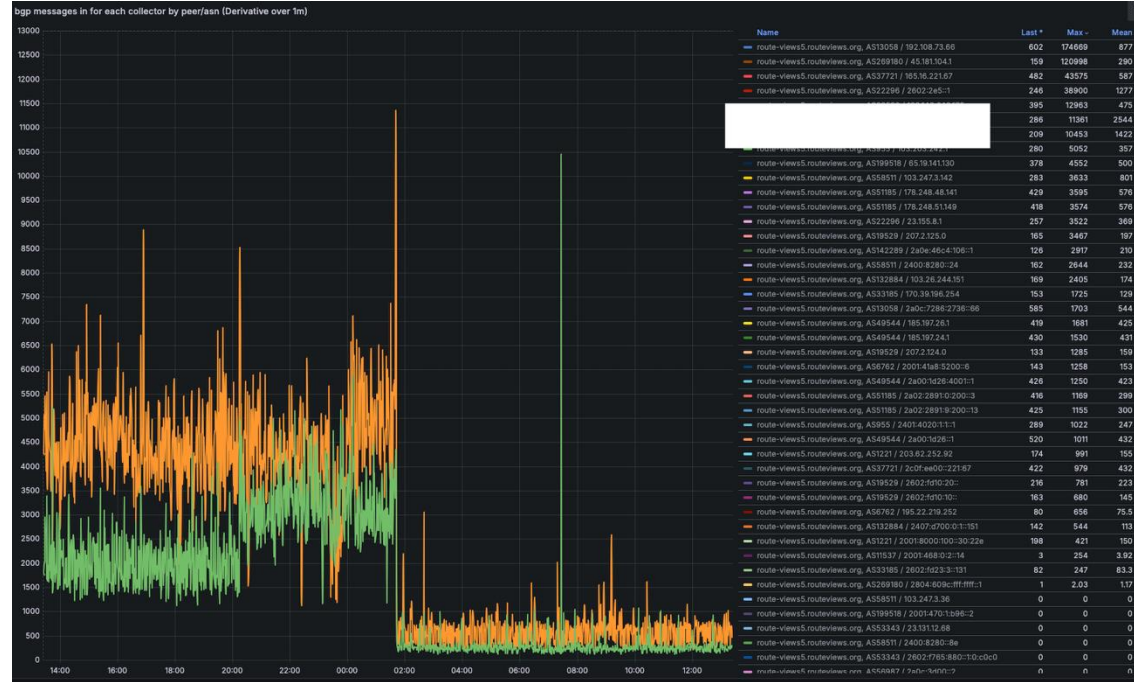 bgp messages in for each collector by peer/asn (Derivative over 1m)
13000
12500
12000
11500
11000
10500
10000
9500
9000
8500
8000
7500
7000
6500
6000
5500
5000
4500
4000
3500
3000
2500
2000
1500
1000
500
0
14:00 16:00 18:00 20:00 22:00 00:00 02:00 04:00 06:00 08:00 10:00 12:00
Name Last * Max Mean
route-views5.routeviews.org, AS13058 / 192.108.73.66 602 174669 877
route-views5.routeviews.org, AS269180 / 45.181.104.1 159 120998 290
route-views5.routeviews.org, AS37721 / 165.16.221.67 482 43575 587
route-views5.routeviews.org, AS22296 / 2602:2e5::1 246 38900 1277
395 12963 475
286 11361 2544
209 10453 1422
280 5052 357
route-views5.routeviews.org, AS199518 / 65.19.141.130 378 4552 500
route-views5.routeviews.org, AS58511 / 103.247.3.142 283 3633 801
route-views5.routeviews.org, AS51185 / 178.248.48.141 429 3595 576
route-views5.routeviews.org, AS51185 / 178.248.51.149 418 3574 576
route-views5.routeviews.org, AS22296 / 23.155.8.1 257 3522 369
route-views5.routeviews.org, AS19529 / 207.2.125.0 165 3467 197
route-views5.routeviews.org, AS142289 / 2a0e:46c4:106::1 126 2917 210
route-views5.routeviews.org, AS58511 / 2400:8280::24 162 2644 232
route-views5.routeviews.org, AS132884 / 103.26.244.151 169 2405 174
route-views5.routeviews.org, AS33185 / 170.39.196.254 153 1725 129
route-views5.routeviews.org, AS13058 / 2a0c:7286:2736::66 585 1703 544
route-views5.routeviews.org, AS49544 / 185.197.26.1 419 1681 425
route-views5.routeviews.org, AS49544 / 185.197.24.1 430 1530 431
route-views5.routeviews.org, AS19529 / 207.2.124.0 133 1285 159
route-views5.routeviews.org, AS6762 / 2001:41a8:5200::6 143 1258 153
route-views5.routeviews.org, AS49544 / 2a00:1d26:4001::1 426 1250 423
route-views5.routeviews.org, AS51185 / 2a02:2891:0:200::3 416 1169 299
route-views5.routeviews.org, AS51185 / 2a02:2891:9:200::13 425 1155 300
route-views5.routeviews.org, AS955 / 2401:4020:1:1::1 289 1022 247
route-views5.routeviews.org, AS49544 / 2a00:1d26::1 520 1011 432
route-views5.routeviews.org, AS1221 / 203.62.252.92 174 991 155
route-views5.routeviews.org, AS37721 / 2c0f:ee00::221:67 422 979 432
route-views5.routeviews.org, AS19529 / 2602:fd10:20:: 216 781 223
route-views5.routeviews.org, AS19529 / 2602:fd10:10:: 163 680 145
route-views5.routeviews.org, AS6762 / 195.22.219.252 80 656 75.5
route-views5.routeviews.org, AS132884 / 2407:d700:0:1::151 142 544 113
route-views5.routeviews.org, AS1221 / 2001:8000:100::30:22e 198 421 150
route-views5.routeviews.org, AS11537 / 2001:468:0:2::14 3 254 3.92
route-views5.routeviews.org, AS33185 / 2602:fd23:3::131 82 247 83.3
route-views5.routeviews.org, AS269180 / 2804:609c:fff:ffff::1 1 2.03 1.17
route-views5.routeviews.org, AS58511 / 103.247.3.36 0 0 0
route-views5.routeviews.org, AS199518 / 2001:470:1:b96::2 0 0 0
route-views5.routeviews.org, AS53343 / 23.131.12.68 0 0 0
route-views5.routeviews.org, AS58511 / 2400:8280::8e 0 0 0
route-views5.routeviews.org, AS53343 / 2602:f765:880::1:0:c0c0 0 0 0
route-views5.routeviews.org, AS56987 / 2a0c:3d00::2 0 0 0